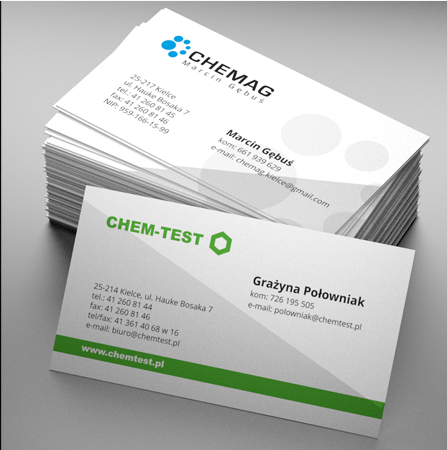 CHEMAG
Marcin Gębuś
25-217 Kielce
ul. Hauke Bosaka 7
tel.: 41 260 81 45
fax: 41 260 81 46
NIP: 959-166-15-99
Marcin Gębuś
kom: 661 939 629
e-mail: chemag.kielce@gmail.com
CHEM-TEST
25-214 Kielce, ul. Hauke Bosaka 7
tel.: 41 260 81 44
fax: 41 260 81 46
tel/fax: 41 361 40 68 w 16
e-mail: biuro@chemtest.pl
Grażyna Połowniak
kom: 726 195 505
e-mail: polowniak@chemtest.pl
www.chemtest.pl